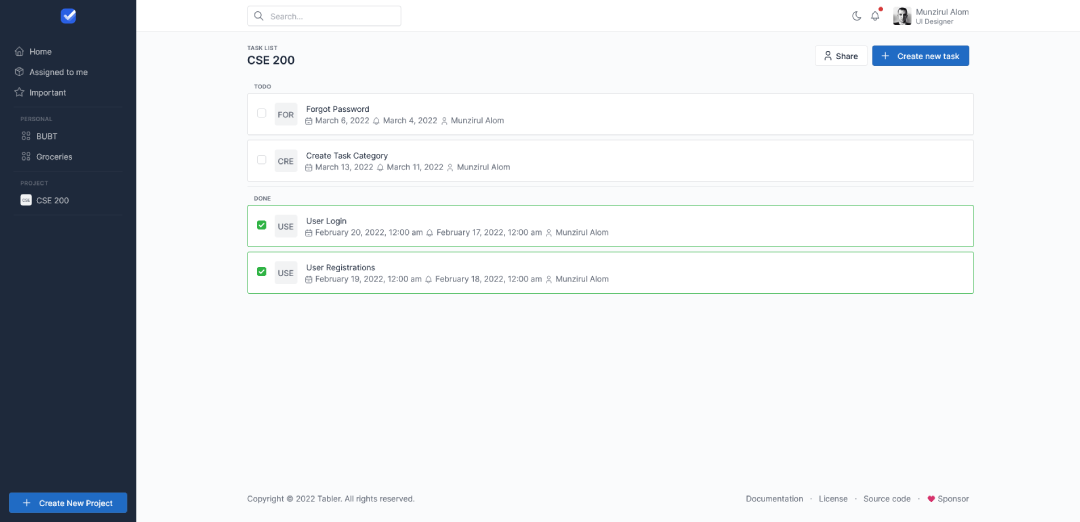 Home
Assigned to me
Important
PERSONAL
BUBT
Groceries
PROJECT
CSE CSE 200
Create New Project
Search...
Munzirul Alom
UI Designer
TASK LIST
CSE 200
Share
Create new task
TODO
FOR
Forgot Password
March 6, 2022 March 4, 2022 Munzirul Alom
CRE
Create Task Category
March 13, 2022 March 11, 2022 Munzirul Alom
DONE
USE
User Login
February 20, 2022, 12:00 am February 17, 2022, 12:00 am Munzirul Alom
USE
User Registrations
February 19, 2022, 12:00 am February 18, 2022, 12:00 am Munzirul Alom
Copyright © 2022 Tabler. All rights reserved.
Documentation · License · Source code · Sponsor